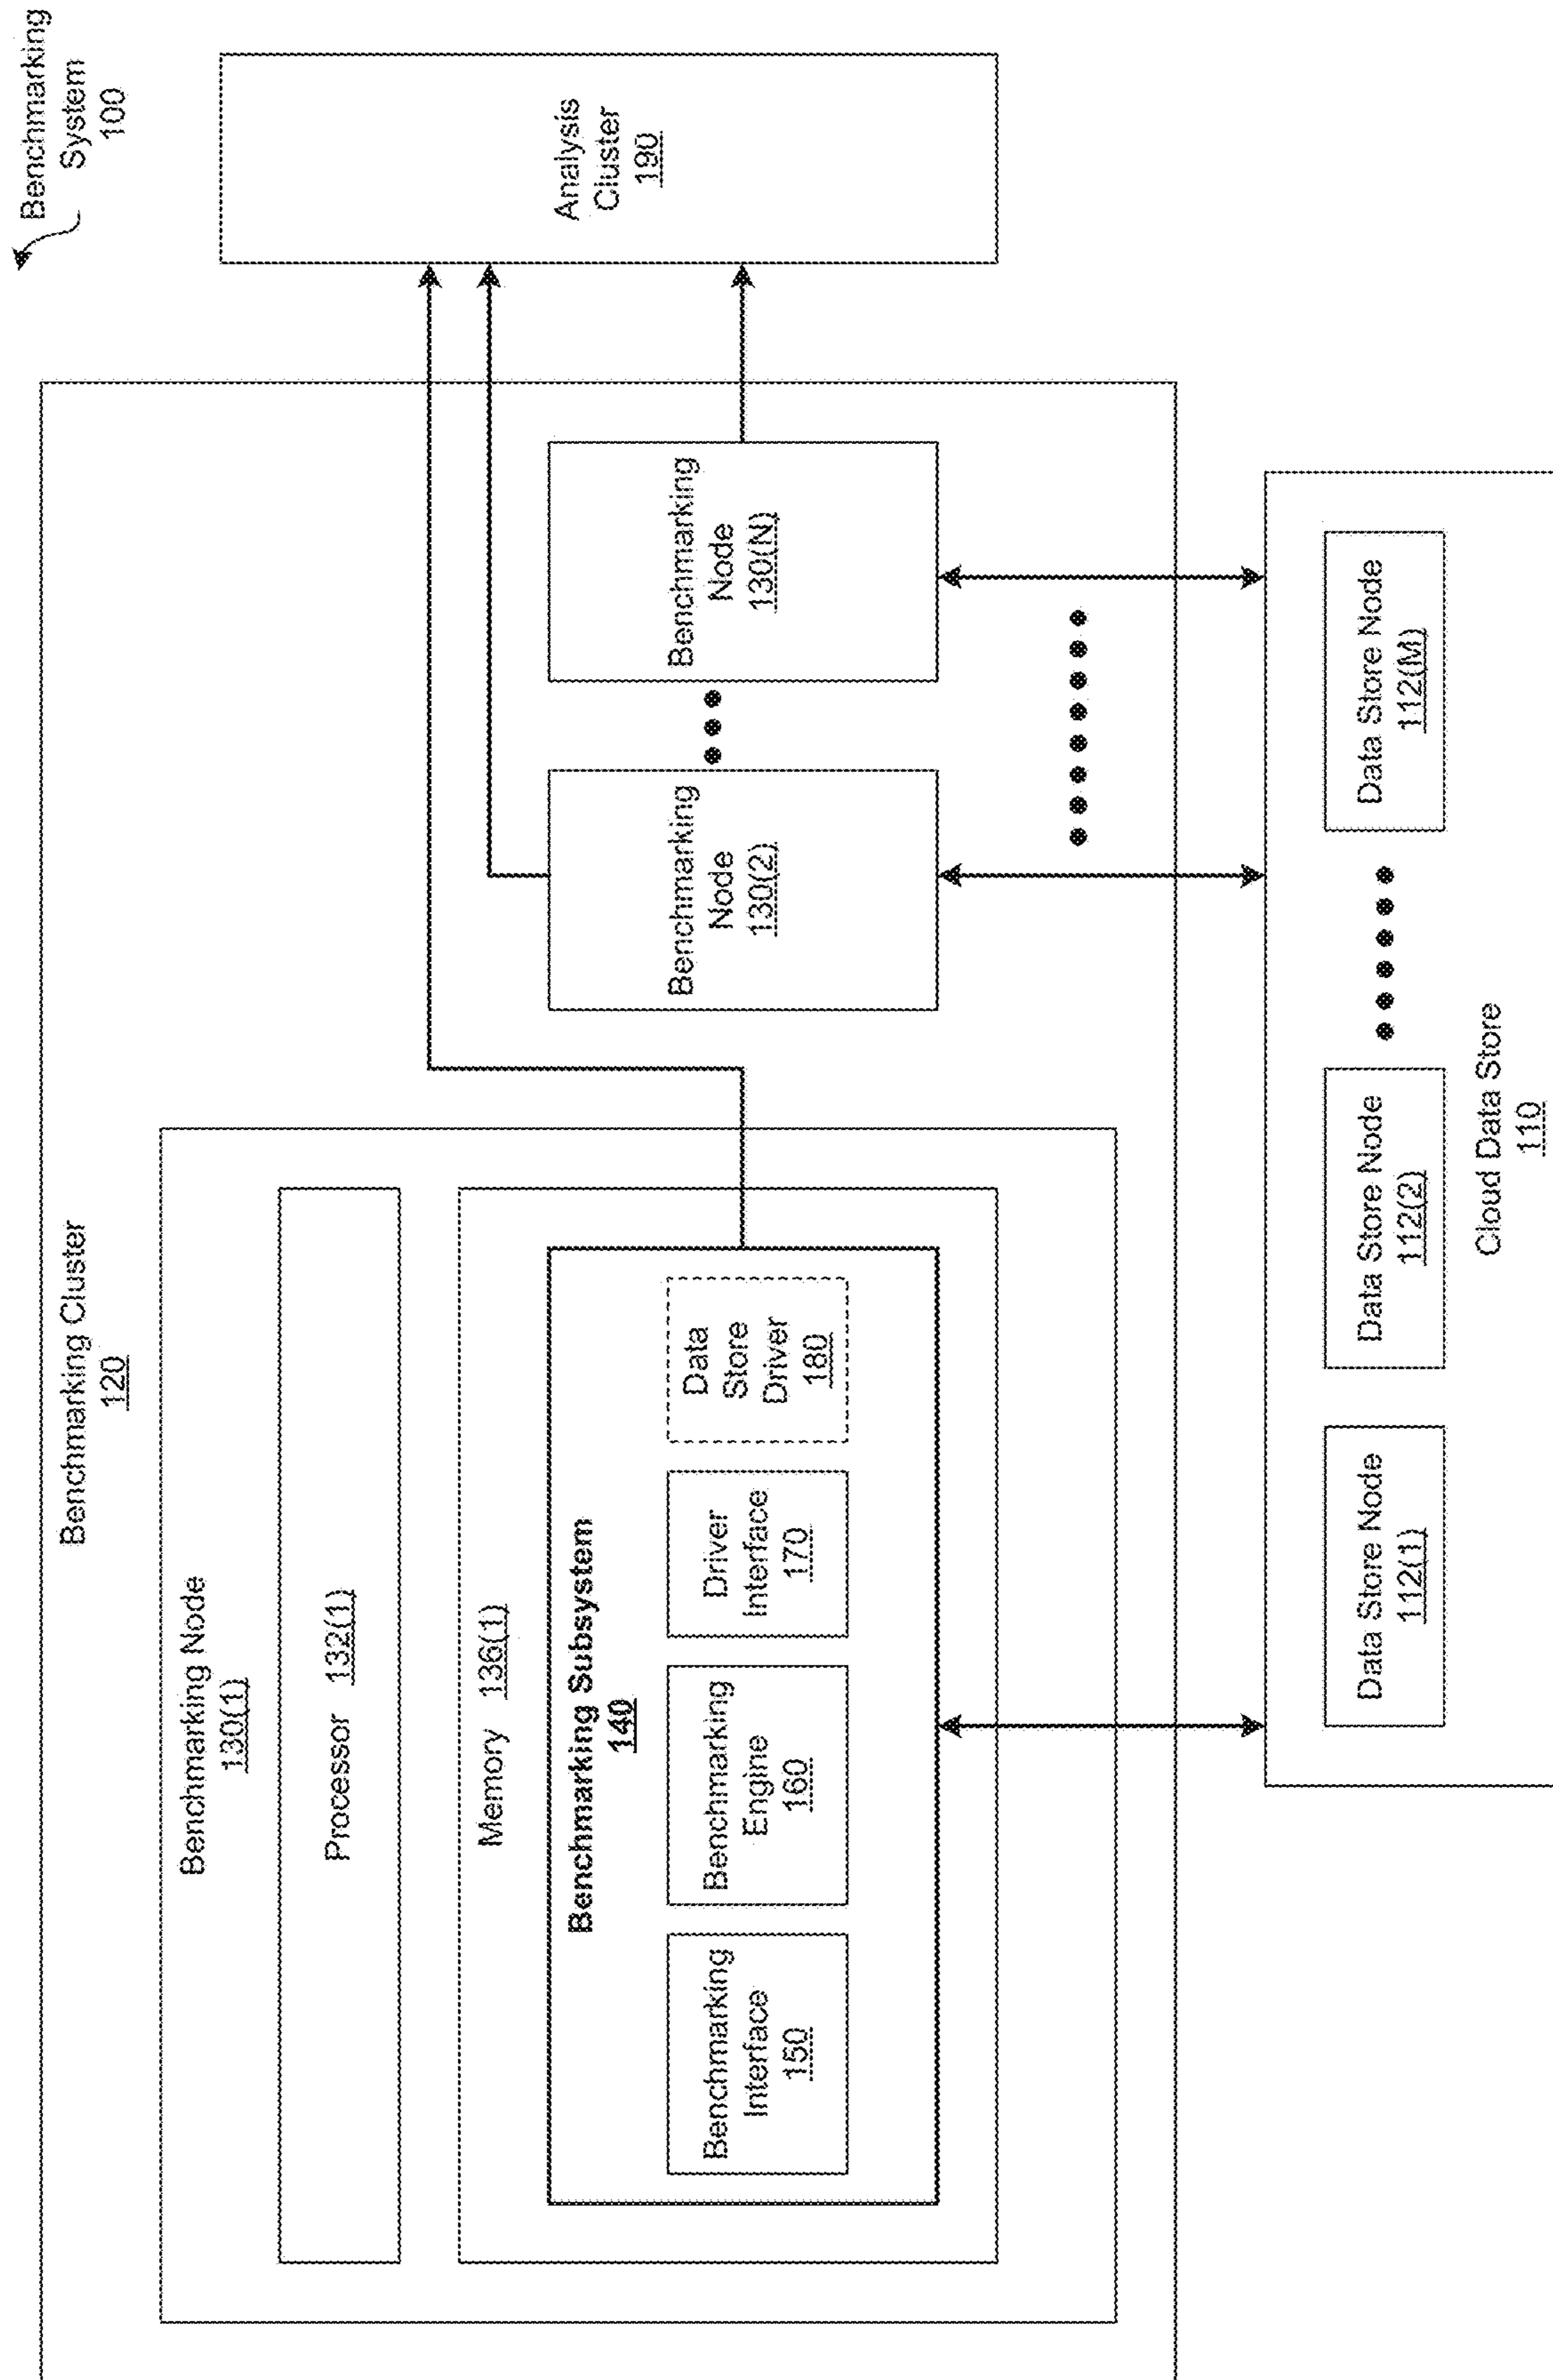 Benchmarking
System
100
Benchmarking Cluster
120
Benchmarking Node
130(1)
Processor 132(1)
Memory 136(1)
Benchmarking Subsystem
140
Benchmarking
Interface
150
Benchmarking
Engine
160
Driver
Interface
170
Data
Store
Driver
180
Benchmarking
Node
130(2)
Benchmarking
Node
130(N)
Analysis
Cluster
190
Data Store Node
112(1)
Data Store Node
112(2)
Data Store Node
112(M)
Cloud Data Store
110